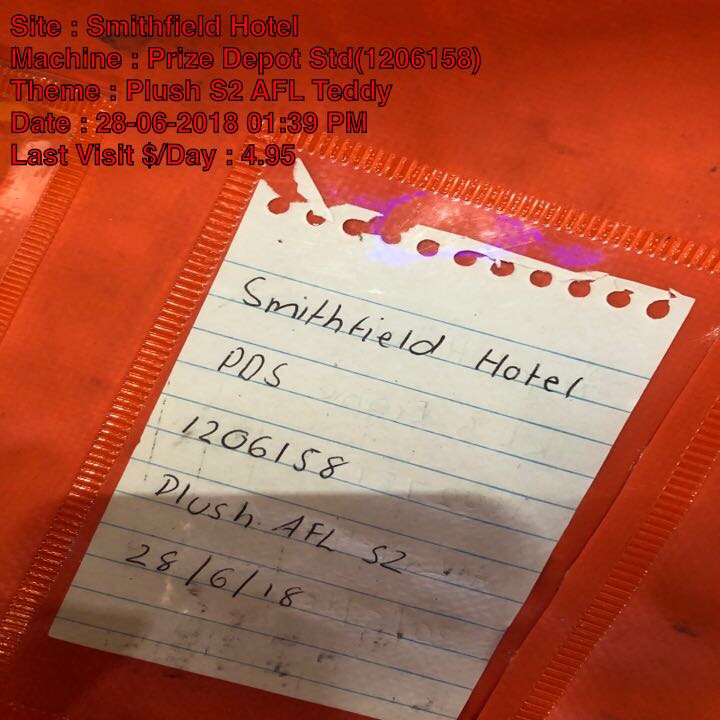 Site : Smithfield Hotel
Machine : Prize Depot Std(1206158)
Theme : Plush S2 AFL Teddy
Date : 28-06-2018 01:39 PM
Last Visit $/Day : 4.95
Smithfield Hotel
PDS
1206158
Plush AFL S2
28/6/18